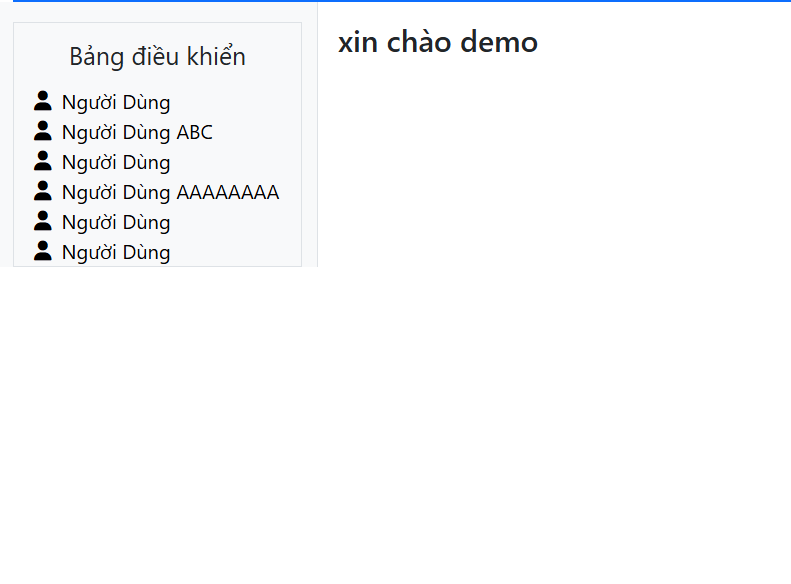 Bảng điều khiển
Người Dùng
Người Dùng ABC
Người Dùng
Người Dùng AAAAAAAA
Người Dùng
Người Dùng
xin chào demo